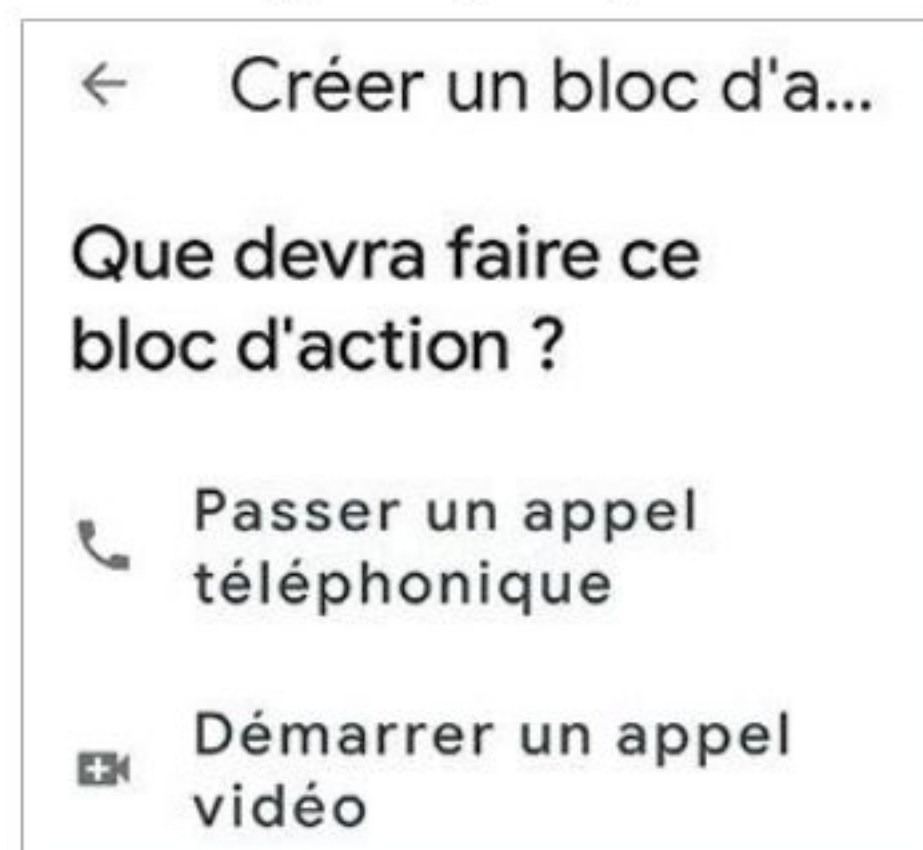 Créer un bloc d'a...
Que devra faire ce
bloc d'action ?
Passer un appel
téléphonique
Démarrer un appel
vidéo